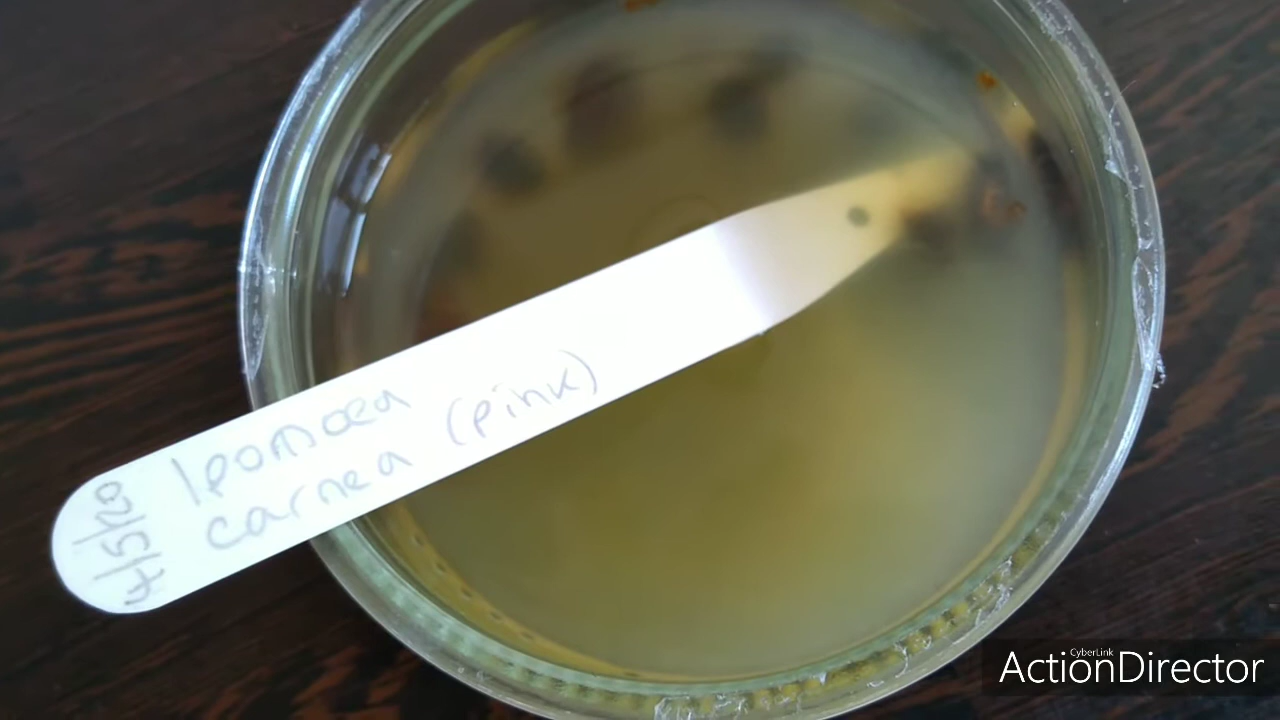 4/5/20
Ipomoea
carnea (pink)
CyberLink
ActionDirector